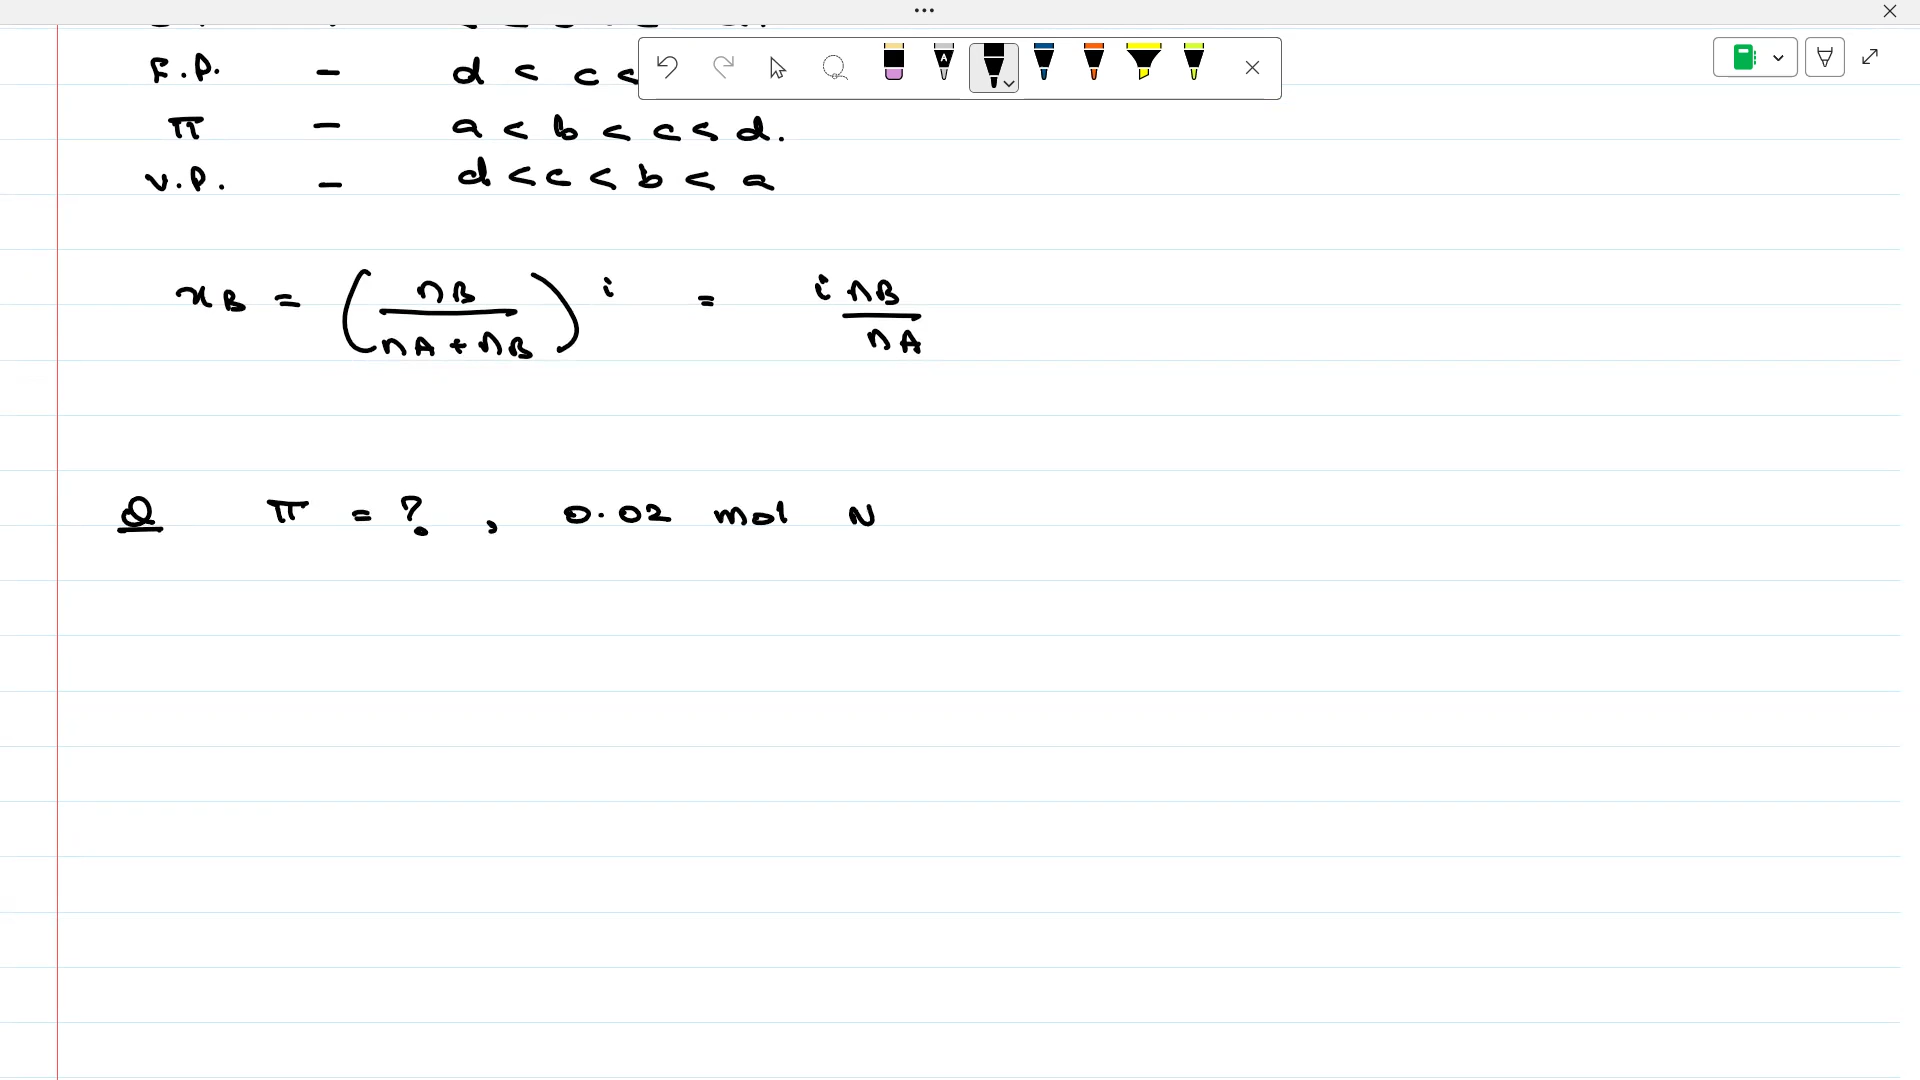 F.P. - d < c <
π - a < b < c < d.
V.P. - d < c < b < a
xB = (nB / nA + nB) i = i nB / nA
Q π = ? , 0.02 mol N